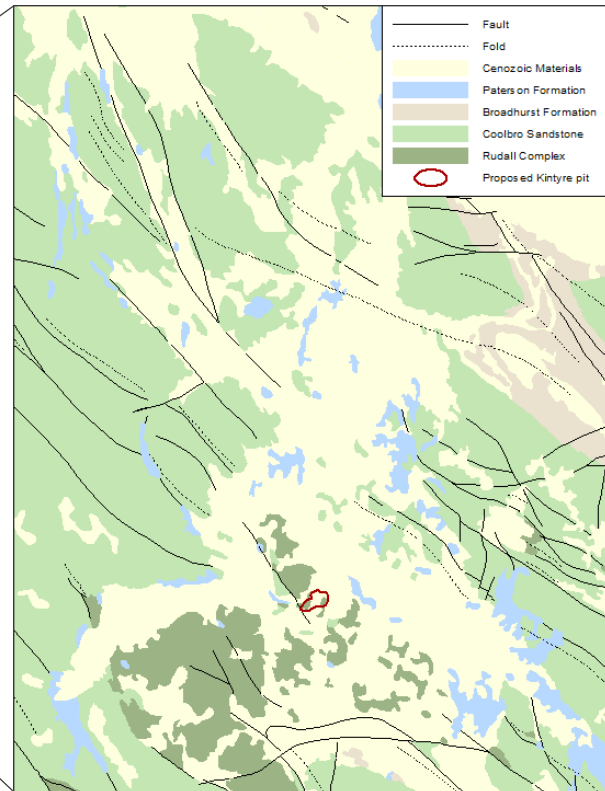 Fault
Fold
Cenozoic Materials
Paterson Formation
Broadhurst Formation
Coolbro Sandstone
Rudall Complex
Proposed Kintyre pit